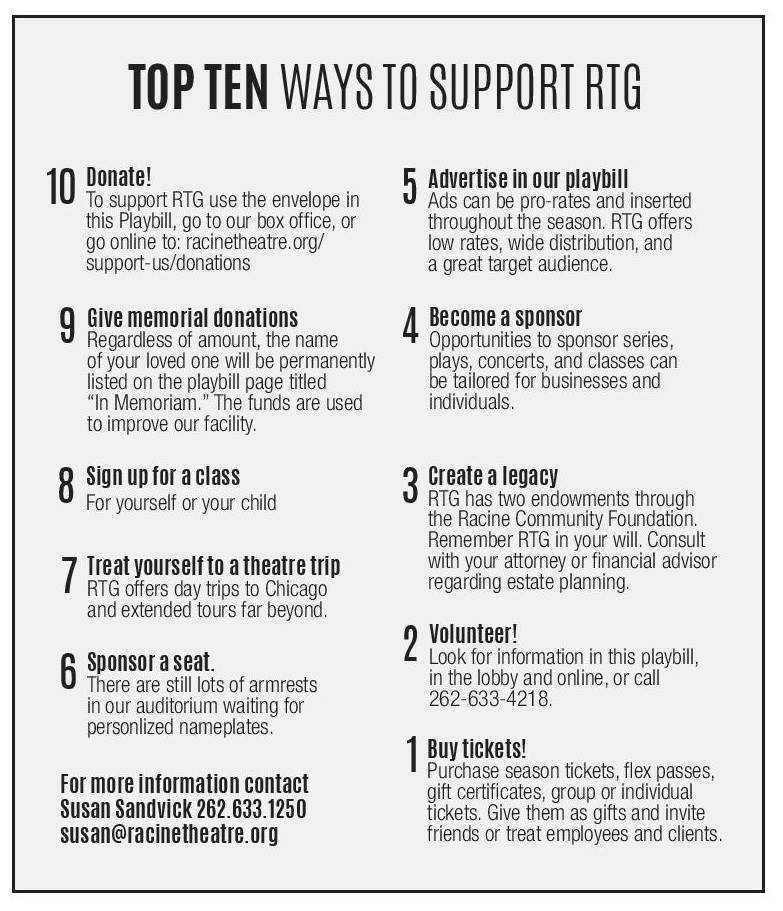 TOP TEN WAYS TO SUPPORT RTG
10 Donate!
To support RTG use the envelope in
this Playbill, go to our box office, or
go online to: racinetheatre.org/
support-us/donations
9 Give memorial donations
Regardless of amount, the name
of your loved one will be permanently
listed on the playbill page titled
“In Memoriam.” The funds are used
to improve our facility.
8 Sign up for a class
For yourself or your child
7 Treat yourself to a theatre trip
RTG offers day trips to Chicago
and extended tours far beyond.
6 Sponsor a seat.
There are still lots of armrests
in our auditorium waiting for
personlized nameplates.
For more information contact
Susan Sandvick 262.633.1250
susan@racinetheatre.org
5 Advertise in our playbill
Ads can be pro-rates and inserted
throughout the season. RTG offers
low rates, wide distribution, and
a great target audience.
4 Become a sponsor
Opportunities to sponsor series,
plays, concerts, and classes can
be tailored for businesses and
individuals.
3 Create a legacy
RTG has two endowments through
the Racine Community Foundation.
Remember RTG in your will. Consult
with your attorney or financial advisor
regarding estate planning.
2 Volunteer!
Look for information in this playbill,
in the lobby and online, or call
262-633-4218.
1 Buy tickets!
Purchase season tickets, flex passes,
gift certificates, group or individual
tickets. Give them as gifts and invite
friends or treat employees and clients.